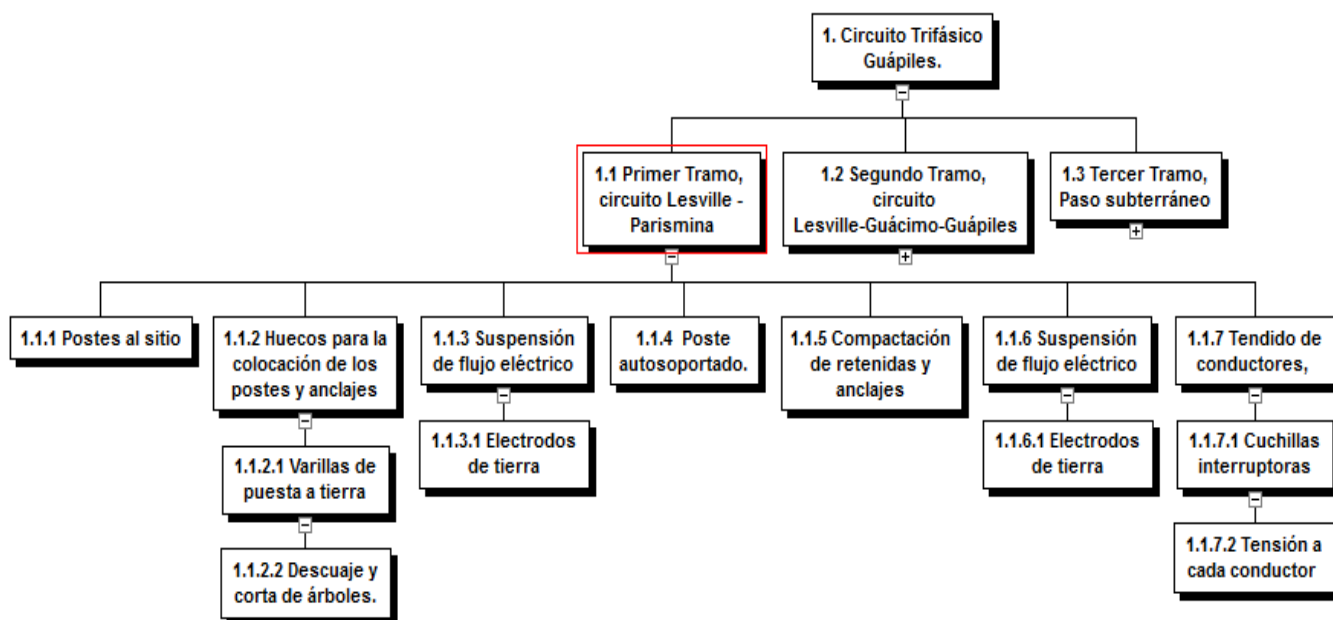 1. Circuito Trifásico
Guápiles.
1.1 Primer Tramo,
circuito Lesville -
Parismina
1.2 Segundo Tramo,
circuito
Lesville-Guácimo-Guápiles
1.3 Tercer Tramo,
Paso subterráneo
1.1.1 Postes al sitio
1.1.2 Huecos para la
colocación de los
postes y anclajes
1.1.2.1 Varillas de
puesta a tierra
1.1.2.2 Descuaje y
corta de árboles.
1.1.3 Suspensión
de flujo eléctrico
1.1.3.1 Electrodos
de tierra
1.1.4 Poste
autosoportado.
1.1.5 Compactación
de retenidas y
anclajes
1.1.6 Suspensión
de flujo eléctrico
1.1.6.1 Electrodos
de tierra
1.1.7 Tendido de
conductores,
1.1.7.1 Cuchillas
interruptoras
1.1.7.2 Tensión a
cada conductor